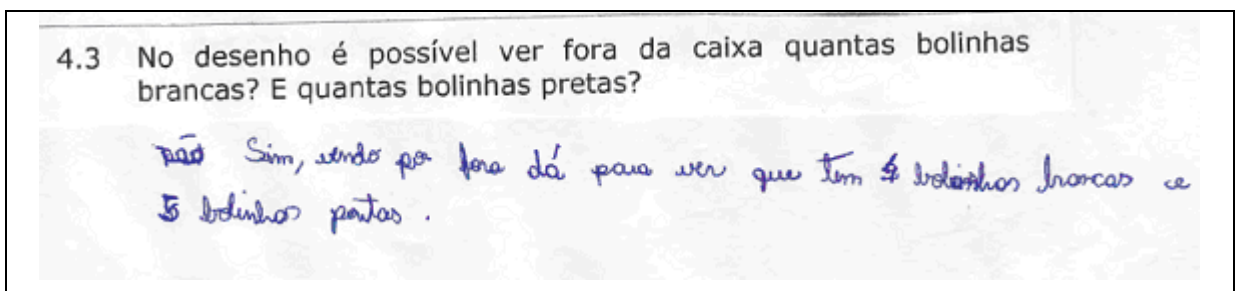 4.3 No desenho é possível ver fora da caixa quantas bolinhas
brancas? E quantas bolinhas pretas?
não Sim, vendo por fora dá para ver que tem 4 bolinhas brancas e
5 bolinhas pretas.